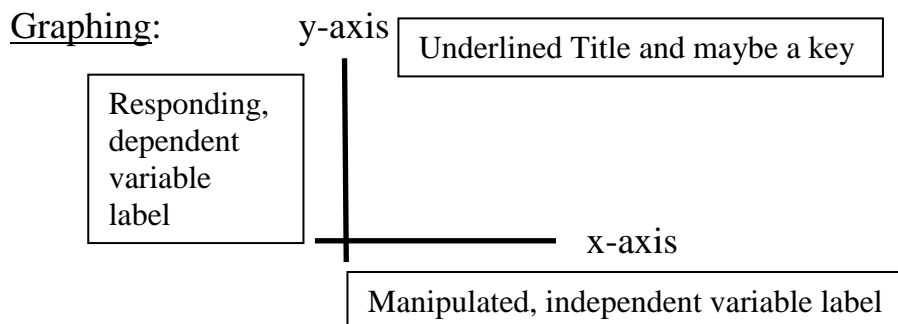 Graphing:
y-axis
Underlined Title and maybe a key
Responding,
dependent
variable
label
x-axis
Manipulated, independent variable label